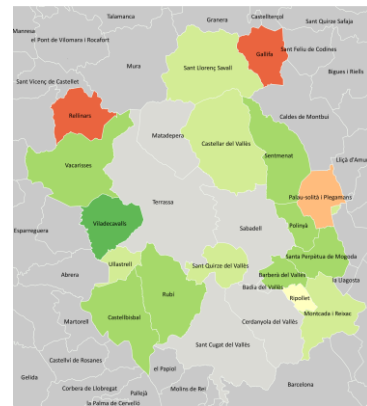 Talamanca
Granera
Castellterçol
Sant Quirze Safaja
Manresa
el Pont de Vilomara i Rocafort
Mura
Gallifa
Sant Feliu de Codines
Sant Llorenç Savall
Bigues i Riells
Sant Vicenç de Castellet
Rellinars
Matadepera
Caldes de Montbui
Castellar del Vallès
Sentmenat
Lliçà d'Amu
Vacarisses
Terrassa
Palau-solità i Plegamans
Viladecavalls
Sabadell
Polinyà
Esparreguera
Santa Perpètua de Mogoda
Ullastrell
Sant Quirze del Vallès
Abrera
Barberà del Vallès
la Llagosta
Badia del Vallès
Rubí
Ripollet
Castellbisbal
Montcada i Reixac
Martorell
Cerdanyola del Vallès
Sant Cugat del Vallès
Castellví de Rosanes
el Papiol
Gelida
Corbera de Llobregat
Molins de Rei
Barcelona
Pallejà
la Palma de Cervelló